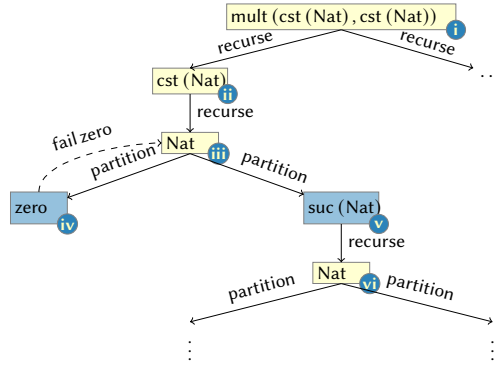 mult (cst (Nat) , cst (Nat))
i
recurse
recurse
...
cst (Nat)
ii
recurse
fail zero
Nat
iii
partition
partition
zero
iv
suc (Nat)
v
recurse
Nat
vi
partition
partition
⋮
⋮